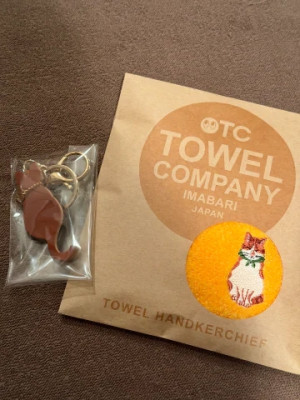 OTC
TOWEL
COMPANY
IMABARI
JAPAN
TOWEL HANDKERCHIEF